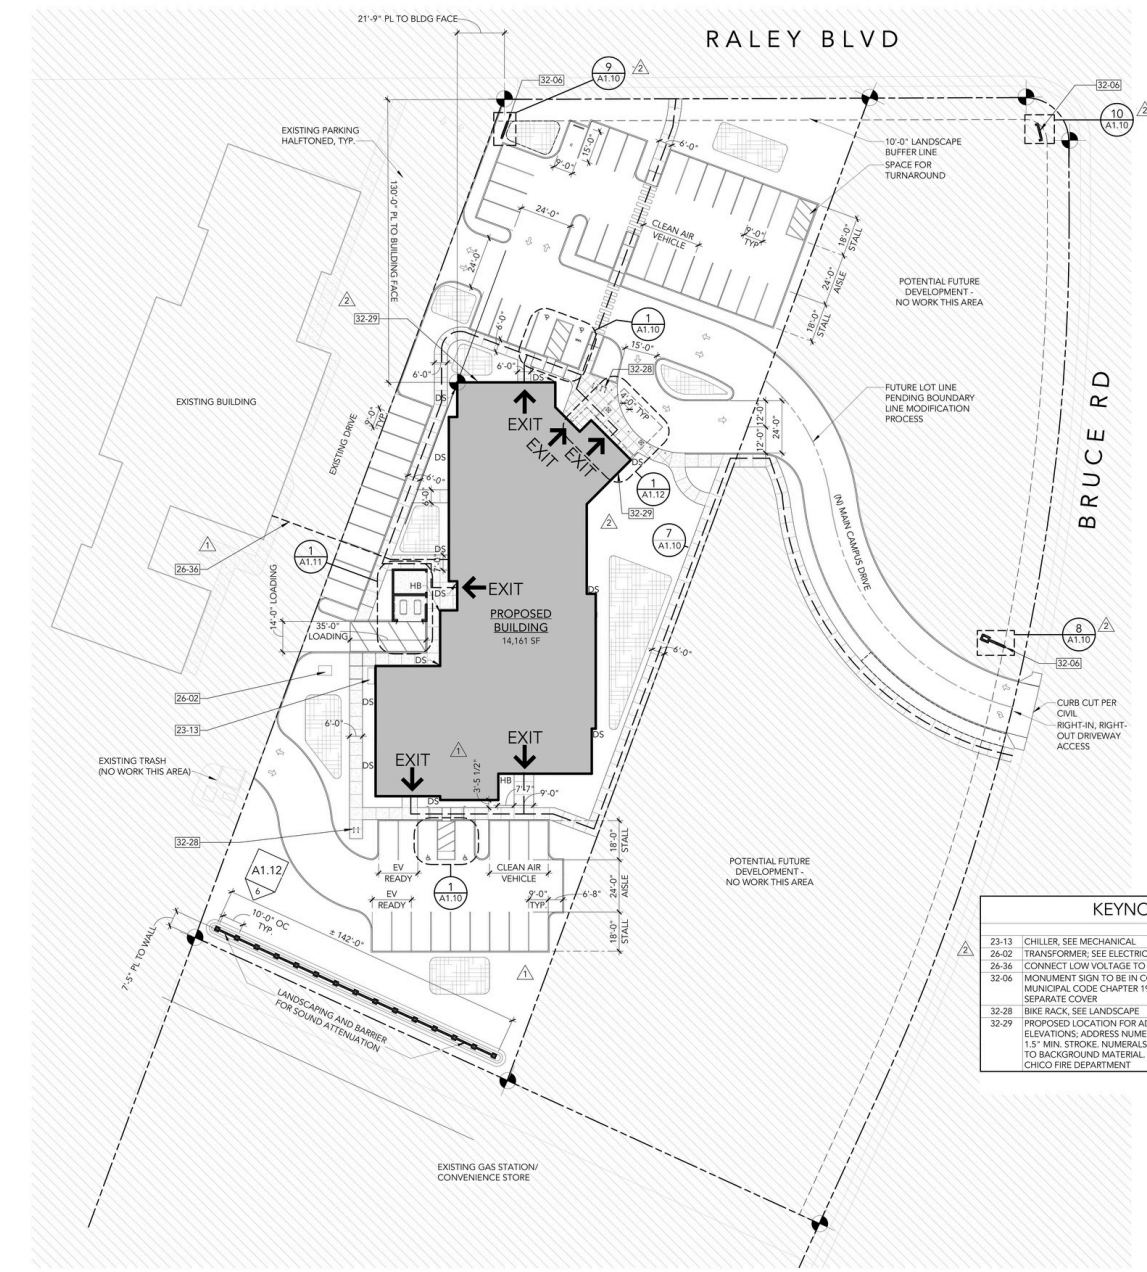 21'-9" PL TO BLDG FACE
RALEY BLVD
9
A1.10
2
32-06
32-06
10
A1.10
2
EXISTING PARKING
HALFTONED, TYP.
10'-0" LANDSCAPE
BUFFER LINE
SPACE FOR
TURNAROUND
15'-0"
9'-0"
6'-0"
130'-0" PL TO BUILDING FACE
24'-0"
CLEAN AIR
VEHICLE
9'-0"
TYP
18'-0"
STALL
24'-0"
24'-0"
AISLE
18'-0"
STALL
POTENTIAL FUTURE
DEVELOPMENT -
NO WORK THIS AREA
2
32-29
6'-0"
1
A1.10
15'-0"
6'-0"
6'-0"
DS
32-28
DS
4'-0" TYP
EXISTING BUILDING
9'-0"
TYP.
EXISTING DRIVE
EXIT
EXIT
EXIT
12'-0"
12'-0"
24'-0"
FUTURE LOT LINE
PENDING BOUNDARY
LINE MODIFICATION
PROCESS
BRUCE RD
DS
DS
6'-0"
6'-0"
1
A1.12
32-29
2
7
A1.10
(N) MAIN CAMPUS DRIVE
1
26-36
1
A1.11
DS
HB
DS
EXIT
DS
14'-0" LOADING
35'-0"
LOADING
PROPOSED
BUILDING
14,161 SF
8
A1.10
2
6'-0"
32-06
DS
26-02
DS
23-13
6'-0"
CURB CUT PER
CIVIL
RIGHT-IN, RIGHT-
OUT DRIVEWAY
ACCESS
EXISTING TRASH
(NO WORK THIS AREA)
EXIT
1
EXIT
DS
DS
3'-5 1/2"
HB
7'-7"
9'-0"
DS
32-28
18'-0"
STALL
A1.12
6
EV
READY
CLEAN AIR
VEHICLE
POTENTIAL FUTURE
DEVELOPMENT -
NO WORK THIS AREA
EV
READY
1
A1.10
9'-0"
TYP.
6'-8"
24'-0"
AISLE
18'-0"
STALL
10'-0" OC
TYP.
± 142'-0"
7'-5" PL TO WALL
1
2
LANDSCAPING AND BARRIER
FOR SOUND ATTENUATION
KEYNO
23-13 CHILLER, SEE MECHANICAL
26-02 TRANSFORMER; SEE ELECTRIC
26-36 CONNECT LOW VOLTAGE TO
32-06 MONUMENT SIGN TO BE IN
MUNICIPAL CODE CHAPTER
SEPARATE COVER
32-28 BIKE RACK, SEE LANDSCAPE
32-29 PROPOSED LOCATION FOR
ELEVATIONS; ADDRESS
1.5" MIN. STROKE. NUMERALS
TO BACKGROUND MATERIAL.
CHICO FIRE DEPARTMENT
EXISTING GAS STATION/
CONVENIENCE STORE